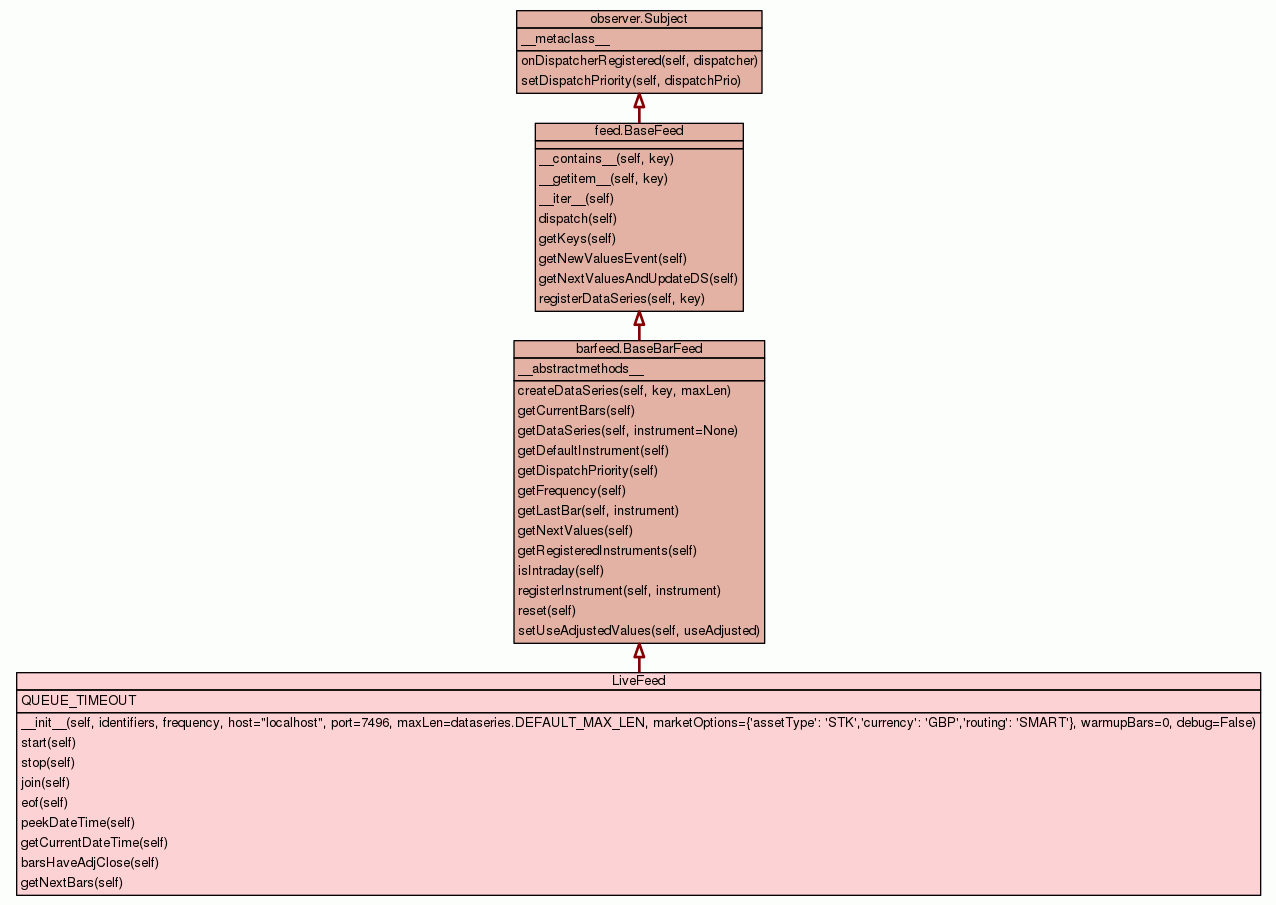 observer.Subject
__metaclass__
onDispatcherRegistered(self, dispatcher)
setDispatchPriority(self, dispatchPrio)
feed.BaseFeed
__contains__(self, key)
__getitem__(self, key)
__iter__(self)
dispatch(self)
getKeys(self)
getNewValuesEvent(self)
getNextValuesAndUpdateDS(self)
registerDataSeries(self, key)
barfeed.BaseBarFeed
__abstractmethods__
createDataSeries(self, key, maxLen)
getCurrentBars(self)
getDataSeries(self, instrument=None)
getDefaultInstrument(self)
getDispatchPriority(self)
getFrequency(self)
getLastBar(self, instrument)
getNextValues(self)
getRegisteredInstruments(self)
isIntraday(self)
registerInstrument(self, instrument)
reset(self)
setUseAdjustedValues(self, useAdjusted)
LiveFeed
QUEUE_TIMEOUT
__init__(self, identifiers, frequency, host="localhost", port=7496, maxLen=dataseries.DEFAULT_MAX_LEN, marketOptions={'assetType': 'STK','currency': 'GBP','routing': 'SMART'}, warmupBars=0, debug=False)
start(self)
stop(self)
join(self)
eof(self)
peekDateTime(self)
getCurrentDateTime(self)
barsHaveAdjClose(self)
getNextBars(self)